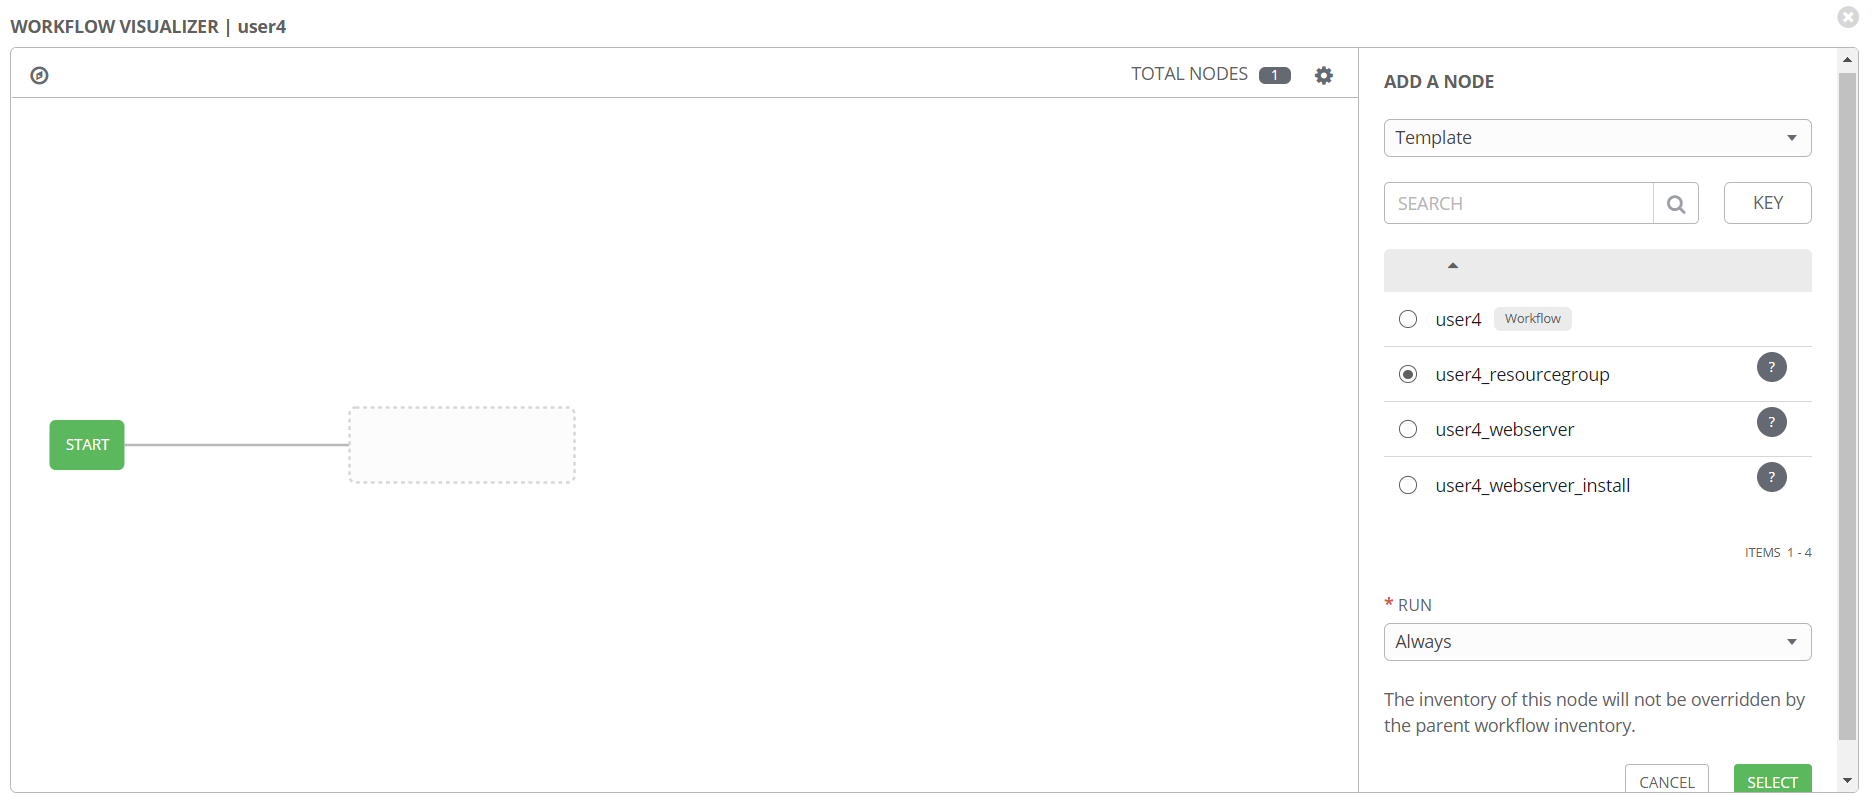 WORKFLOW VISUALIZER | user4
TOTAL NODES 1
START
ADD A NODE
Template
SEARCH
KEY
user4 Workflow
user4_resourcegroup ?
user4_webserver ?
user4_webserver_install ?
ITEMS 1 - 4
* RUN
Always
The inventory of this node will not be overridden by
the parent workflow inventory.
CANCEL SELECT